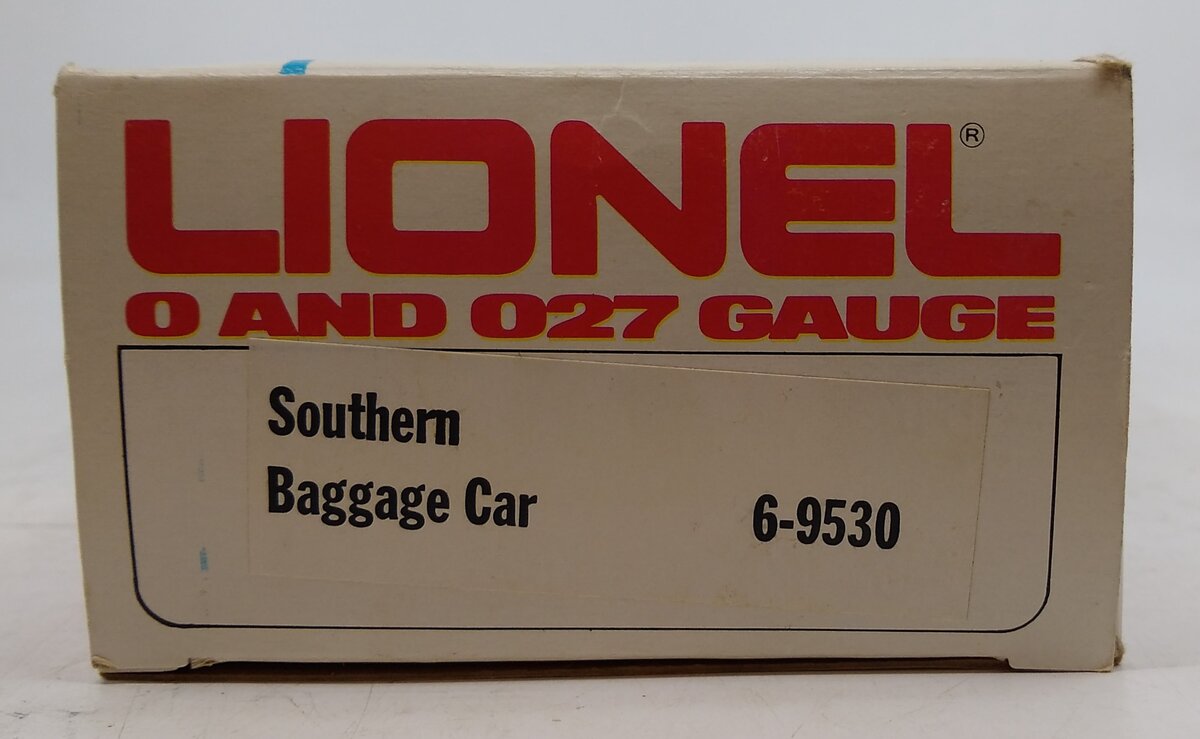 LIONEL®
O AND O27 GAUGE
Southern
Baggage Car 6-9530